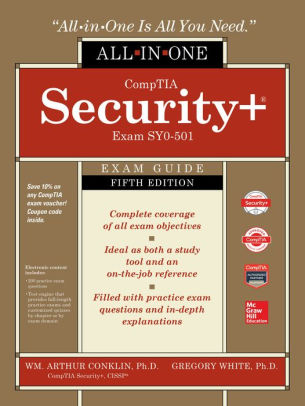 "All-in-One Is All You Need."
ALL-IN-ONE
CompTIA
Security+®
Exam SY0-501
EXAM GUIDE
FIFTH EDITION
Save 10% on
any CompTIA
exam voucher!
Coupon code
inside.
Complete coverage
of all exam objectives
Ideal as both a study
tool and an
on-the-job reference
Filled with practice exam
questions and in-depth
explanations
Electronic content
includes:
• 200 practice exam
questions
• Test engine that
provides full-length
practice exams and
customized quizzes
by chapter or by
exam domain
Security+
CompTIA
CompTIA
Mc
Graw
Hill
Education
WM. ARTHUR CONKLIN, Ph.D.
CompTIA Security+, CISSP®
GREGORY WHITE, Ph.D.